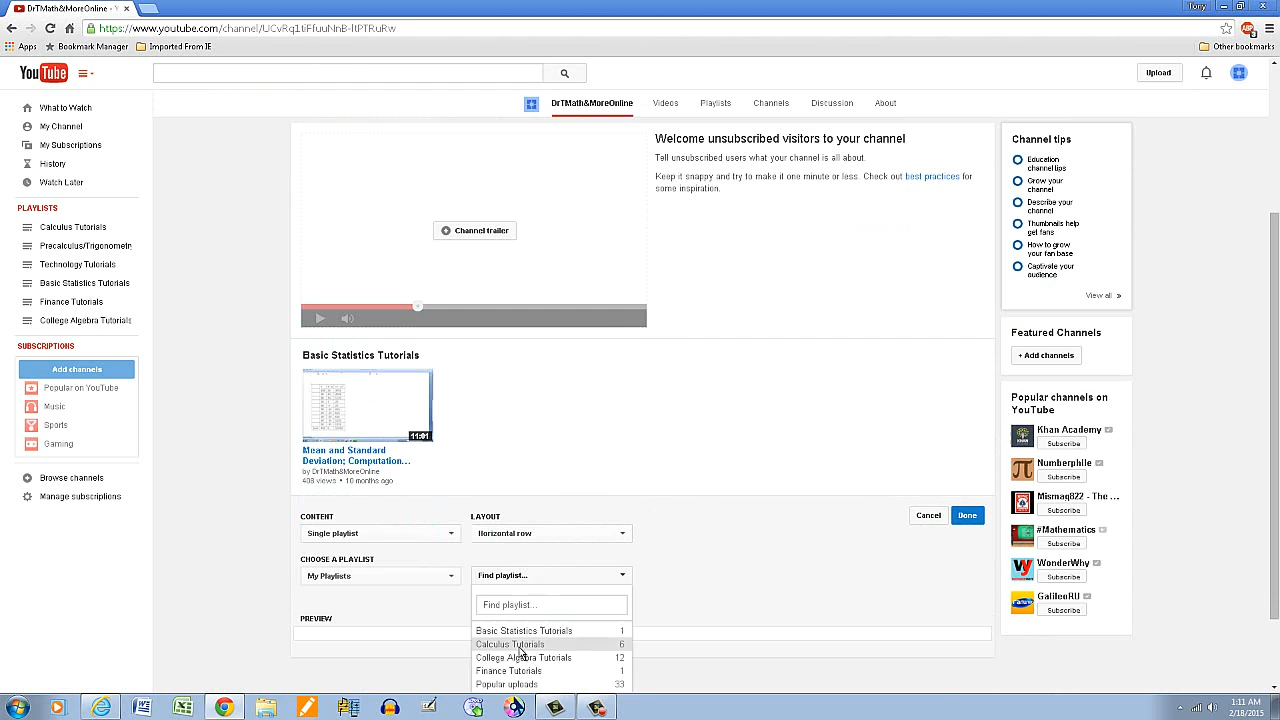 DrTMath&MoreOnline - Y
Tony
https://www.youtube.com/channel/UCvRq1tiFfuuNnB-ltPTRuRw
Apps
Bookmark Manager
Imported From IE
Other bookmarks
YouTube
Upload
What to Watch
My Channel
My Subscriptions
History
Watch Later
PLAYLISTS
Calculus Tutorials
Precalculus/Trigonometry
Technology Tutorials
Basic Statistics Tutorials
Finance Tutorials
College Algebra Tutorials
SUBSCRIPTIONS
Add channels
Popular on YouTube
Music
Sports
Gaming
Browse channels
Manage subscriptions
DrTMath&MoreOnline
Videos
Playlists
Channels
Discussion
About
Channel trailer
Welcome unsubscribed visitors to your channel
Tell unsubscribed users what your channel is all about.
Keep it snappy and try to make it one minute or less. Check out best practices for
some inspiration.
Basic Statistics Tutorials
11:01
Mean and Standard
Deviation; Computation...
by DrTMath&MoreOnline
408 views • 10 months ago
CONTENT
Single playlist
LAYOUT
Horizontal row
Cancel
Done
CHOOSE A PLAYLIST
My Playlists
Find playlist...
Find playlist...
Basic Statistics Tutorials 1
Calculus Tutorials 6
College Algebra Tutorials 12
Finance Tutorials 1
Popular uploads 33
PREVIEW
Channel tips
Education
channel tips
Grow your
channel
Describe your
channel
Thumbnails help
get fans
How to grow
your fan base
Captivate your
audience
View all »
Featured Channels
+ Add channels
Popular channels on
YouTube
Khan Academy
Subscribe
Numberphile
Subscribe
Mismag822 - The ...
Subscribe
#Mathematics
Subscribe
WonderWhy
Subscribe
GalileoRU
Subscribe
1:11 AM
2/18/2015